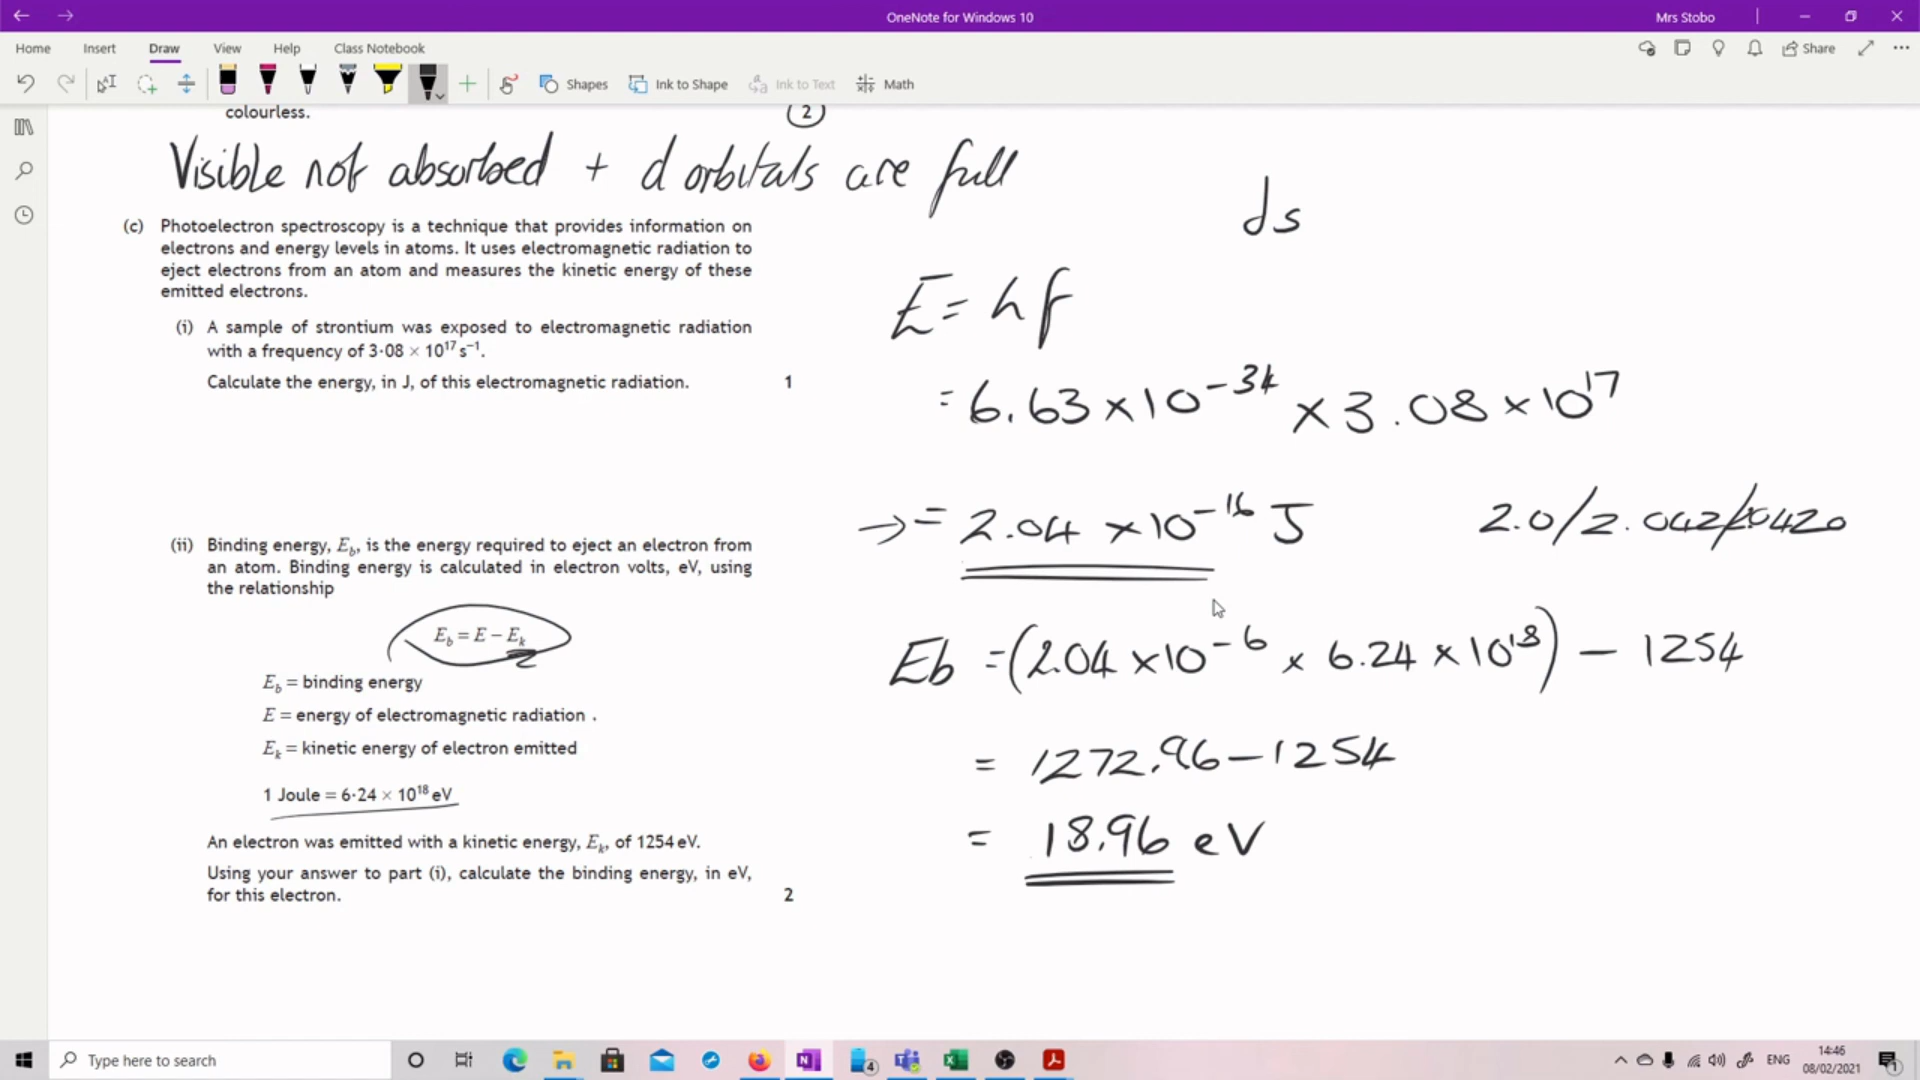 OneNote for Windows 10
Mrs Stobo
Home Insert Draw View Help Class Notebook
Share
Shapes Ink to Shape Ink to Text Math
colourless.
2
Visible not absorbed + d orbitals are full
ds
(c) Photoelectron spectroscopy is a technique that provides information on
electrons and energy levels in atoms. It uses electromagnetic radiation to
eject electrons from an atom and measures the kinetic energy of these
emitted electrons.
(i) A sample of strontium was exposed to electromagnetic radiation
with a frequency of 3·08 × 10¹⁷ s⁻¹.
Calculate the energy, in J, of this electromagnetic radiation. 1
(ii) Binding energy, E_b, is the energy required to eject an electron from
an atom. Binding energy is calculated in electron volts, eV, using
the relationship
E_b = E − E_k
E_b = binding energy
E = energy of electromagnetic radiation .
E_k = kinetic energy of electron emitted
1 Joule = 6·24 × 10¹⁸ eV
An electron was emitted with a kinetic energy, E_k, of 1254 eV.
Using your answer to part (i), calculate the binding energy, in eV,
for this electron. 2
E = hf
= 6.63 × 10⁻³⁴ × 3.08 × 10¹⁷
→ = 2.04 × 10⁻¹⁶ J
2.0/2.042/
Eb = (2.04 × 10⁻⁶ × 6.24 × 10¹⁸) − 1254
= 1272.96 − 1254
= 18.96 eV
Type here to search
4
ENG
14:46
08/02/2021
1